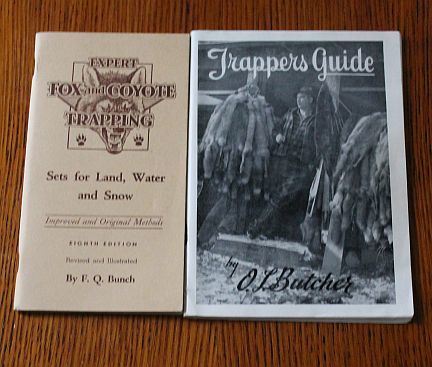 EXPERT
FOX and COYOTE
TRAPPING
Sets for Land, Water
and Snow
Improved and Original Methods
EIGHTH EDITION
Revised and Illustrated
By F. Q. Bunch
Trappers Guide
by
O.L. Butcher